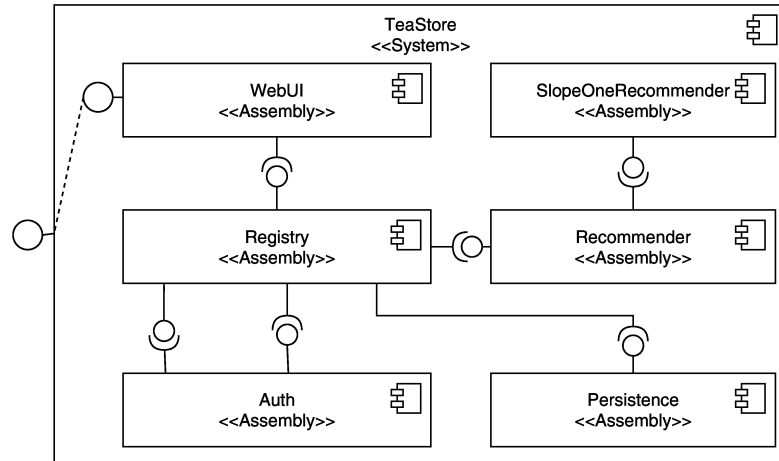 TeaStore
<<System>>
WebUI
<<Assembly>>
SlopeOneRecommender
<<Assembly>>
Registry
<<Assembly>>
Recommender
<<Assembly>>
Auth
<<Assembly>>
Persistence
<<Assembly>>